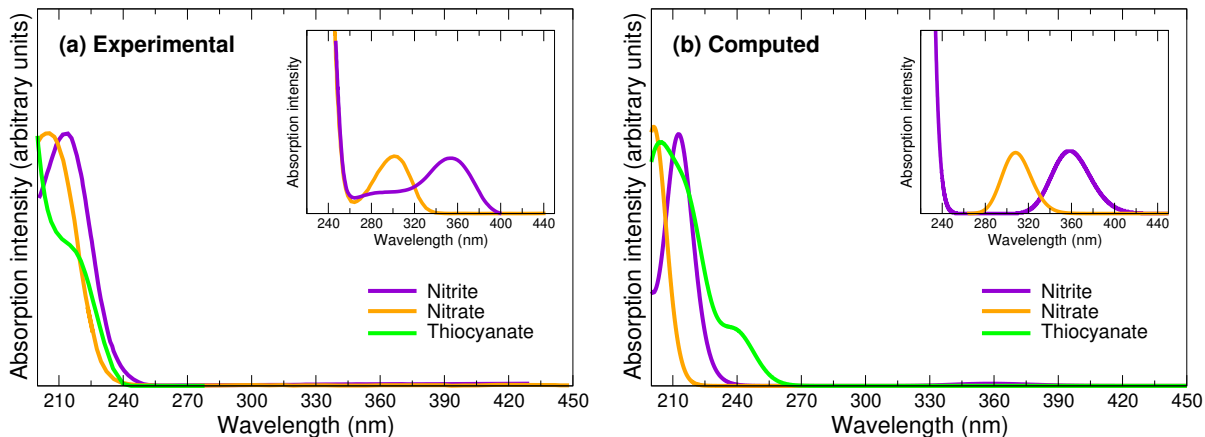 (a) Experimental
Absorption intensity (arbitrary units)
Absorption intensity
240 280 320 360 400 440
Wavelength (nm)
Nitrite
Nitrate
Thiocyanate
210 240 270 300 330 360 390 420 450
Wavelength (nm)
(b) Computed
Absorption intensity (arbitrary units)
Absorption intensity
240 280 320 360 400 440
Wavelength (nm)
Nitrite
Nitrate
Thiocyanate
210 240 270 300 330 360 390 420 450
Wavelength (nm)